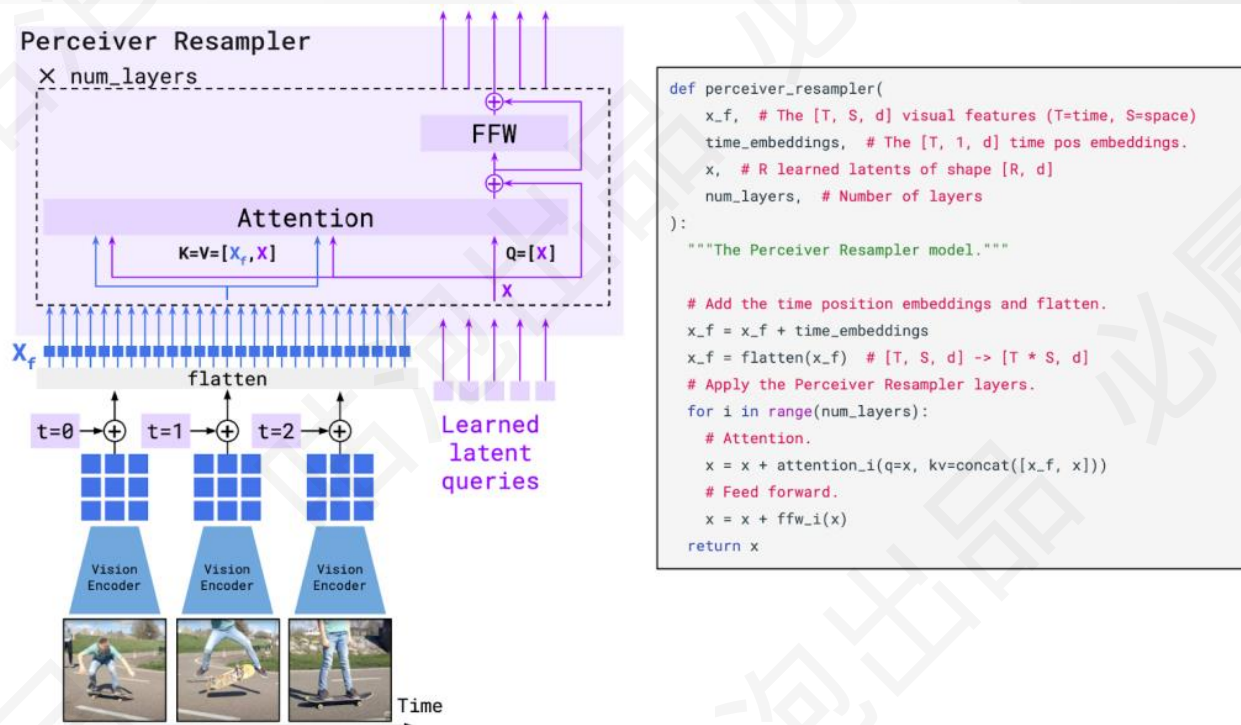 Perceiver Resampler
× num_layers
FFW
Attention
K=V=[Xf,X]
Q=[X]
X
Xf
flatten
t=0
t=1
t=2
Learned
latent
queries
Vision
Encoder
Vision
Encoder
Vision
Encoder
Time
def perceiver_resampler(
x_f,  # The [T, S, d] visual features (T=time, S=space)
time_embeddings,  # The [T, 1, d] time pos embeddings.
x,  # R learned latents of shape [R, d]
num_layers,  # Number of layers
):
"""The Perceiver Resampler model."""
# Add the time position embeddings and flatten.
x_f = x_f + time_embeddings
x_f = flatten(x_f)  # [T, S, d] -> [T * S, d]
# Apply the Perceiver Resampler layers.
for i in range(num_layers):
# Attention.
x = x + attention_i(q=x, kv=concat([x_f, x]))
# Feed forward.
x = x + ffw_i(x)
return x